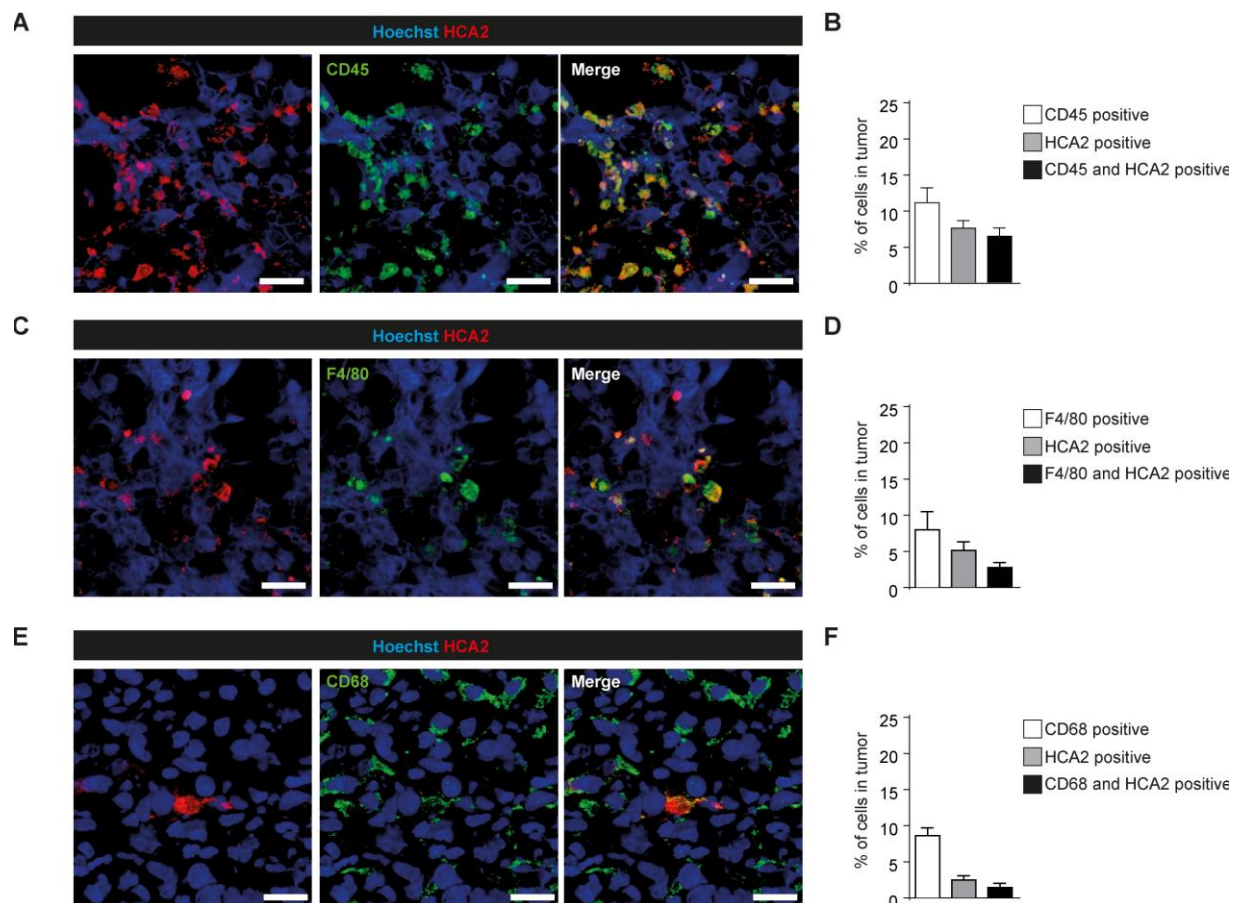 A
Hoechst HCA2
CD45
Merge
B
25
20
15
10
5
0
% of cells in tumor
CD45 positive
HCA2 positive
CD45 and HCA2 positive
C
Hoechst HCA2
F4/80
Merge
D
25
20
15
10
5
0
% of cells in tumor
F4/80 positive
HCA2 positive
F4/80 and HCA2 positive
E
Hoechst HCA2
CD68
Merge
F
25
20
15
10
5
0
% of cells in tumor
CD68 positive
HCA2 positive
CD68 and HCA2 positive